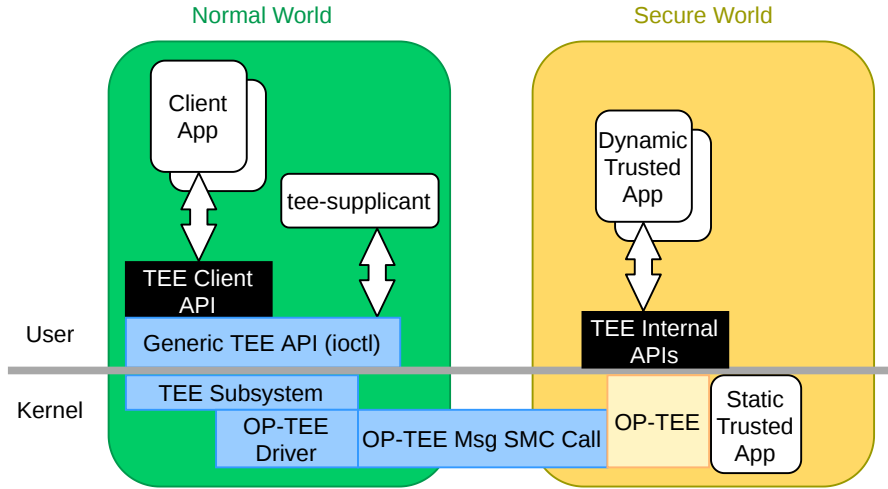 Normal World
Secure World
Client
App
Dynamic
Trusted
App
tee-supplicant
TEE Client
API
TEE Internal
APIs
User
Generic TEE API (ioctl)
Kernel
TEE Subsystem
OP-TEE
Driver
OP-TEE Msg SMC Call
OP-TEE
Static
Trusted
App